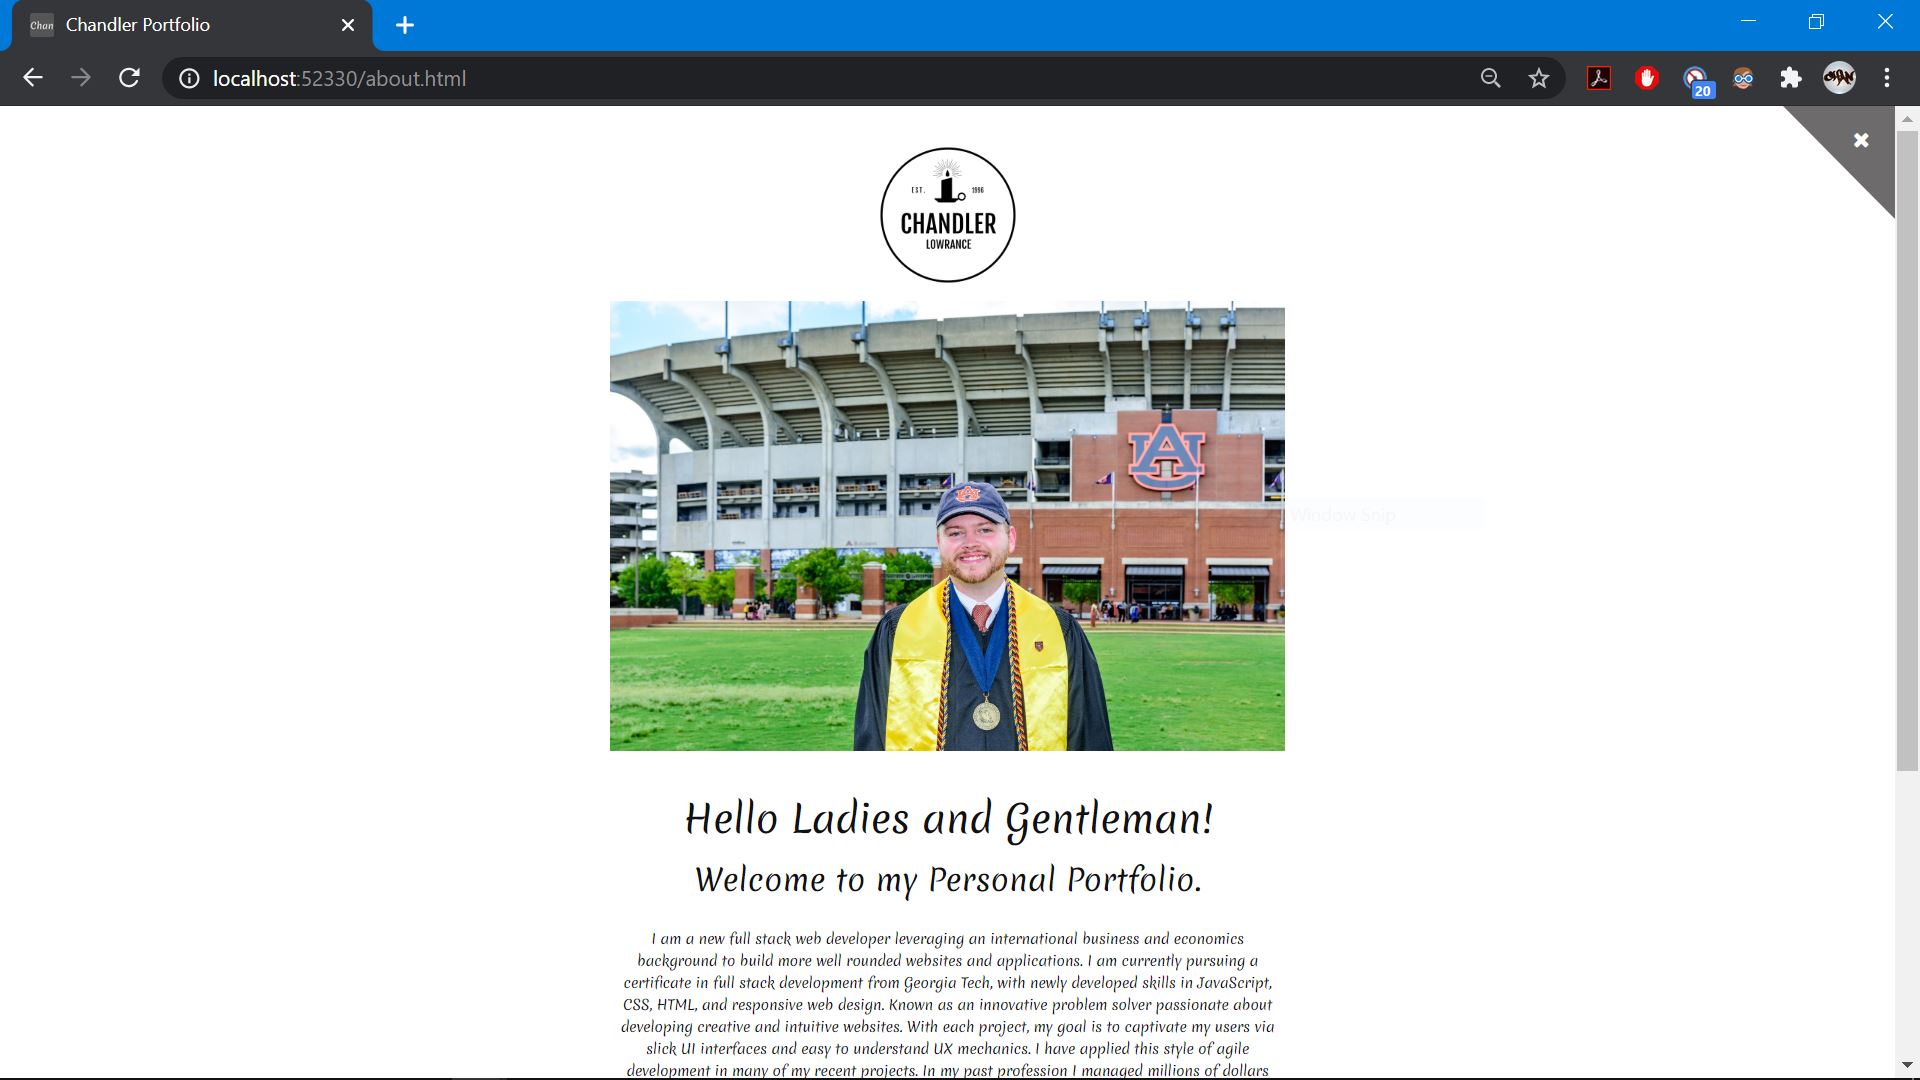 Chan
Chandler Portfolio
localhost:52330/about.html
20
EST. 1996
CHANDLER
LOWRANCE
AU
Window Snip
Hello Ladies and Gentleman!
Welcome to my Personal Portfolio.
I am a new full stack web developer leveraging an international business and economics
background to build more well rounded websites and applications. I am currently pursuing a
certificate in full stack development from Georgia Tech, with newly developed skills in JavaScript,
CSS, HTML, and responsive web design. Known as an innovative problem solver passionate about
developing creative and intuitive websites. With each project, my goal is to captivate my users via
slick UI interfaces and easy to understand UX mechanics. I have applied this style of agile
development in many of my recent projects. In my past profession I managed millions of dollars